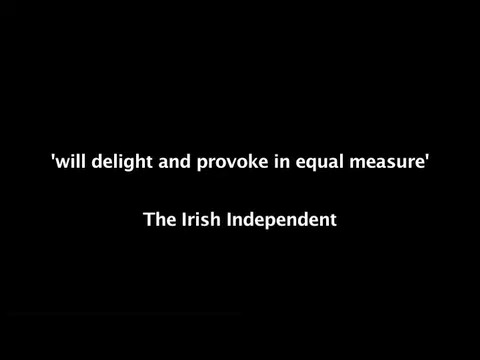 'will delight and provoke in equal measure'
The Irish Independent